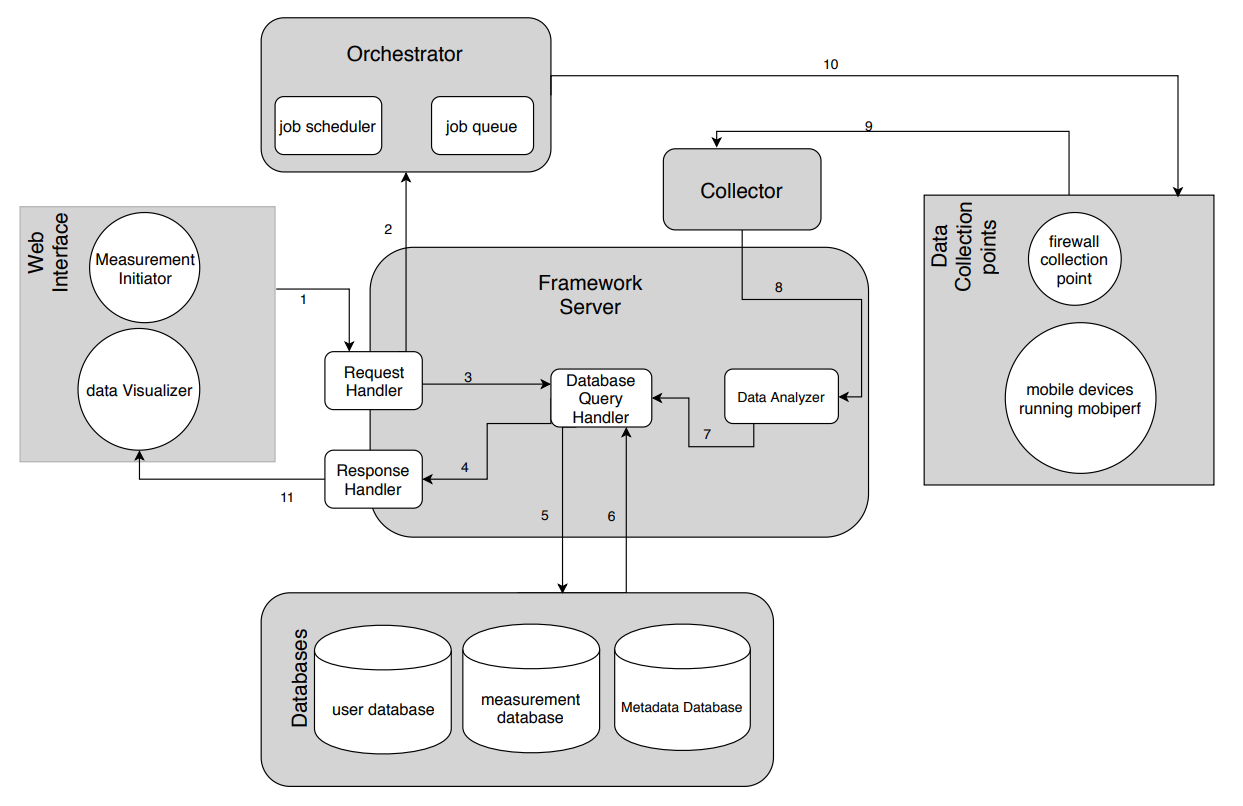 Orchestrator
job scheduler
job queue
10
9
Collector
2
Web
Interface
Measurement
Initiator
data Visualizer
1
Framework
Server
8
Data
Collection
points
firewall
collection
point
mobile devices
running mobiperf
Request
Handler
3
Database
Query
Handler
Data Analyzer
7
Response
Handler
4
11
5
6
Databases
user database
measurement
database
Metadata Database